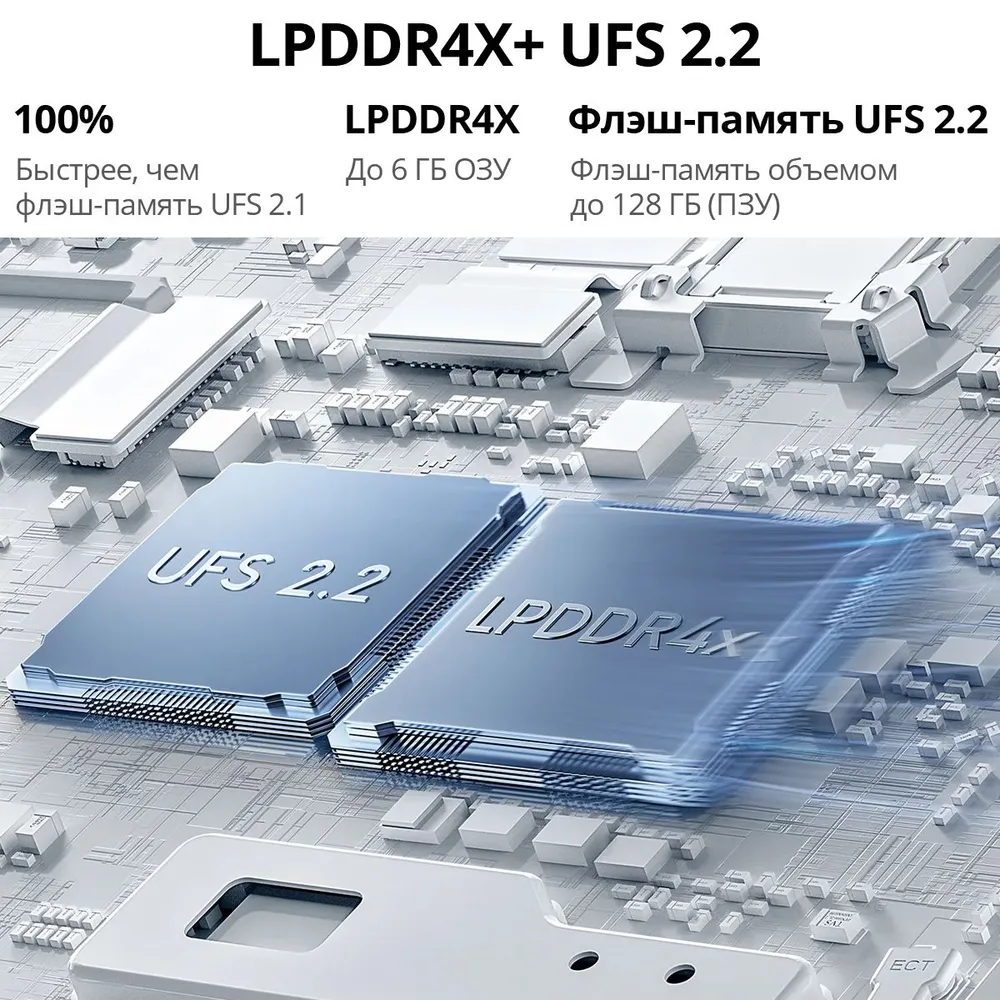 LPDDR4X+ UFS 2.2
100%
Быстрее, чем
флэш-память UFS 2.1
LPDDR4X
До 6 ГБ ОЗУ
Флэш-память UFS 2.2
Флэш-память объемом
до 128 ГБ (ПЗУ)
UFS 2.2
LPDDR4x
ECT